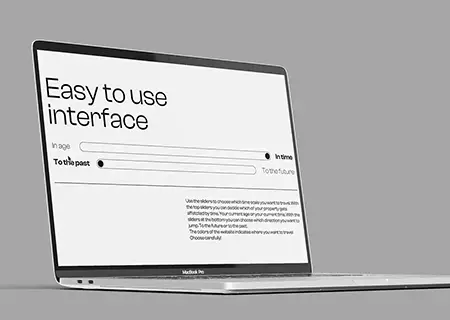 Easy to use
interface
In age
In time
To the past
To the future
Use the sliders to choose which time scale you want to travel. With
the top sliders you can decide which of your property gets
affected by time. Your current age or your current time. With the
sliders at the bottom you can choose which direction you want to
jump. To the future or to the past.
The colors of the website indicates where you want to travel.
Choose carefully!
MacBook Pro